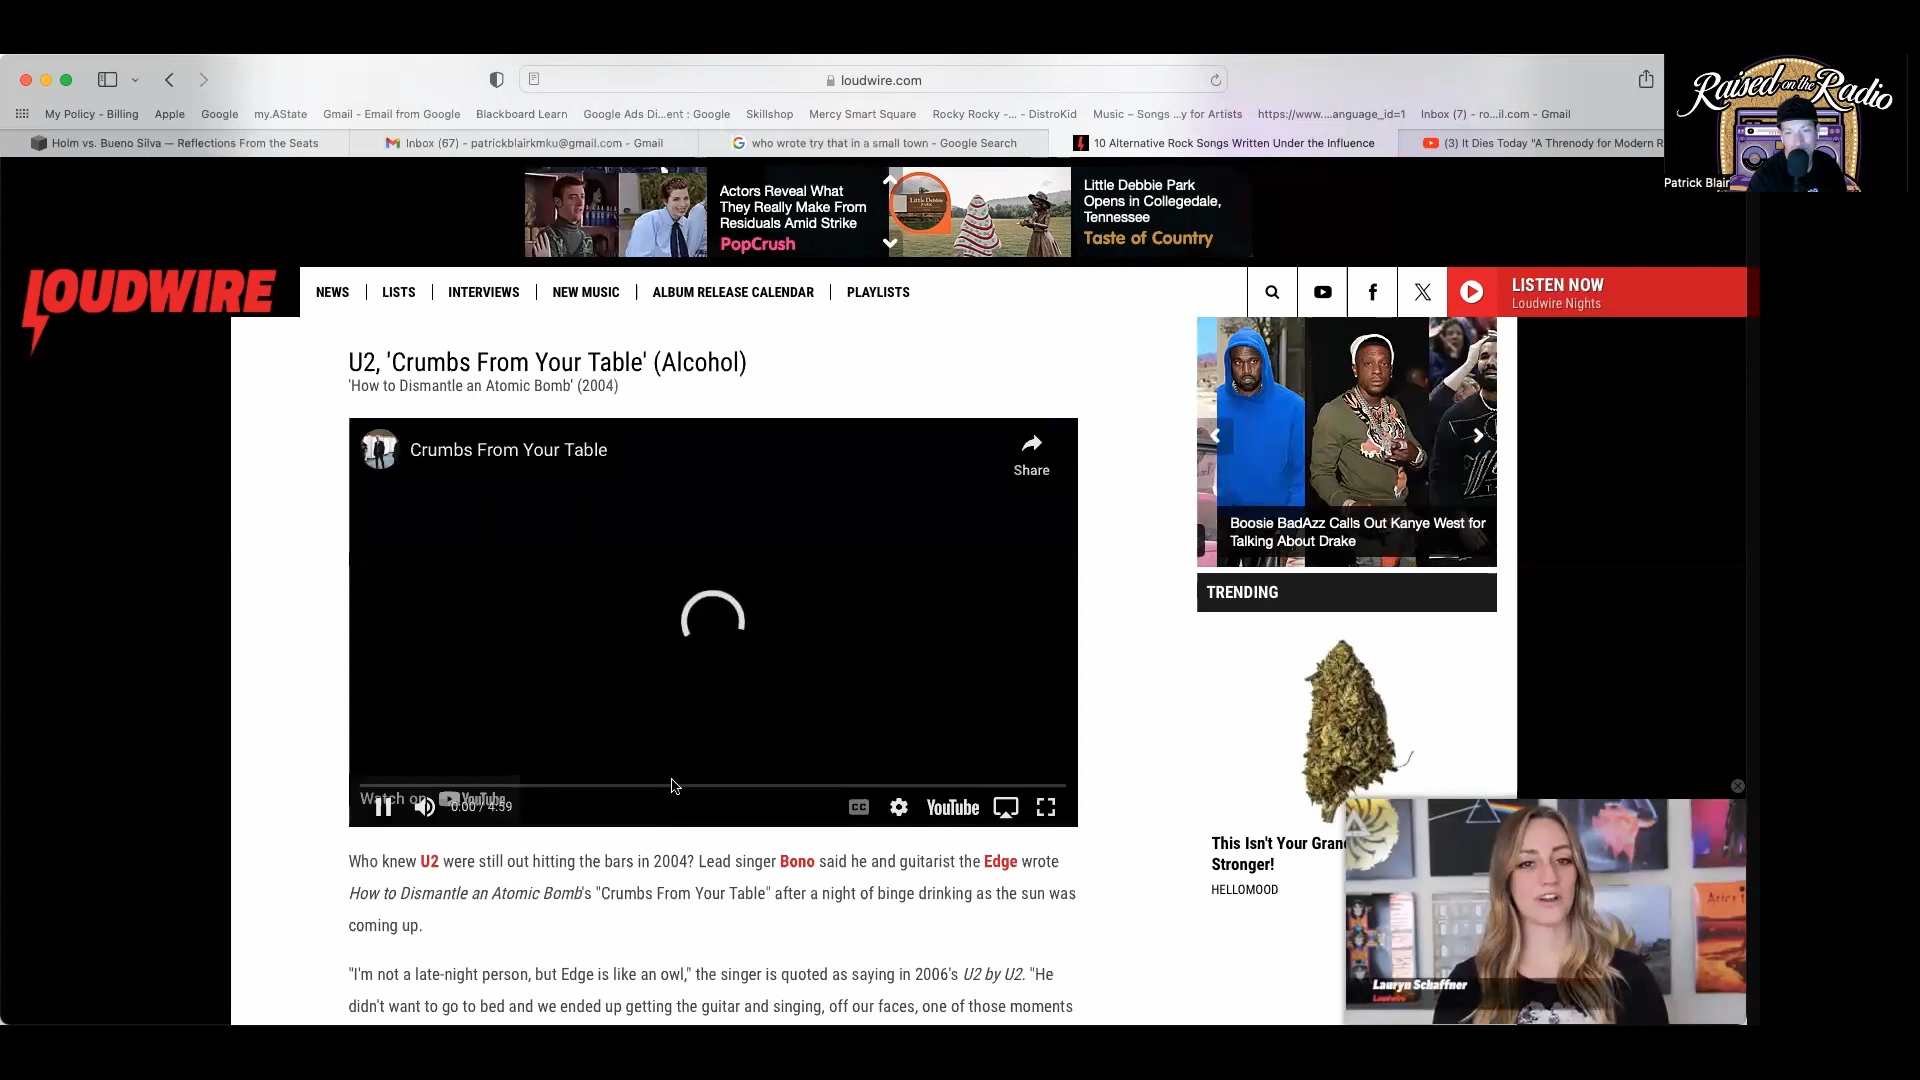 loudwire.com
My Policy - Billing Apple Google my.AState Gmail - Email from Google Blackboard Learn Google Ads Di...ent : Google Skillshop Mercy Smart Square Rocky Rocky -... - DistroKid Music – Songs ...y for Artists https://www....anguage_id=1 Inbox (7) - ro...il.com - Gmail
Holm vs. Bueno Silva — Reflections From the Seats
Inbox (67) - patrickblairkmku@gmail.com - Gmail
who wrote try that in a small town - Google Search
10 Alternative Rock Songs Written Under the Influence
(3) It Dies Today "A Threnody for Modern R
Raised on the Radio
Patrick Blair
Actors Reveal What
They Really Make From
Residuals Amid Strike
PopCrush
Little Debbie
Little Debbie Park
Opens in Collegedale,
Tennessee
Taste of Country
LOUDWIRE
NEWS LISTS INTERVIEWS NEW MUSIC ALBUM RELEASE CALENDAR PLAYLISTS
LISTEN NOW
Loudwire Nights
U2, 'Crumbs From Your Table' (Alcohol)
'How to Dismantle an Atomic Bomb' (2004)
Crumbs From Your Table
Share
Watch on YouTube
0:00 / 4:59
CC
YouTube
Who knew U2 were still out hitting the bars in 2004? Lead singer Bono said he and guitarist the Edge wrote
How to Dismantle an Atomic Bomb's "Crumbs From Your Table" after a night of binge drinking as the sun was
coming up.
"I'm not a late-night person, but Edge is like an owl," the singer is quoted as saying in 2006's U2 by U2. "He
didn't want to go to bed and we ended up getting the guitar and singing, off our faces, one of those moments
Boosie BadAzz Calls Out Kanye West for
Talking About Drake
TRENDING
This Isn't Your Gran
Stronger!
HELLOMOOD
Lauryn Schaffner
Loudwire